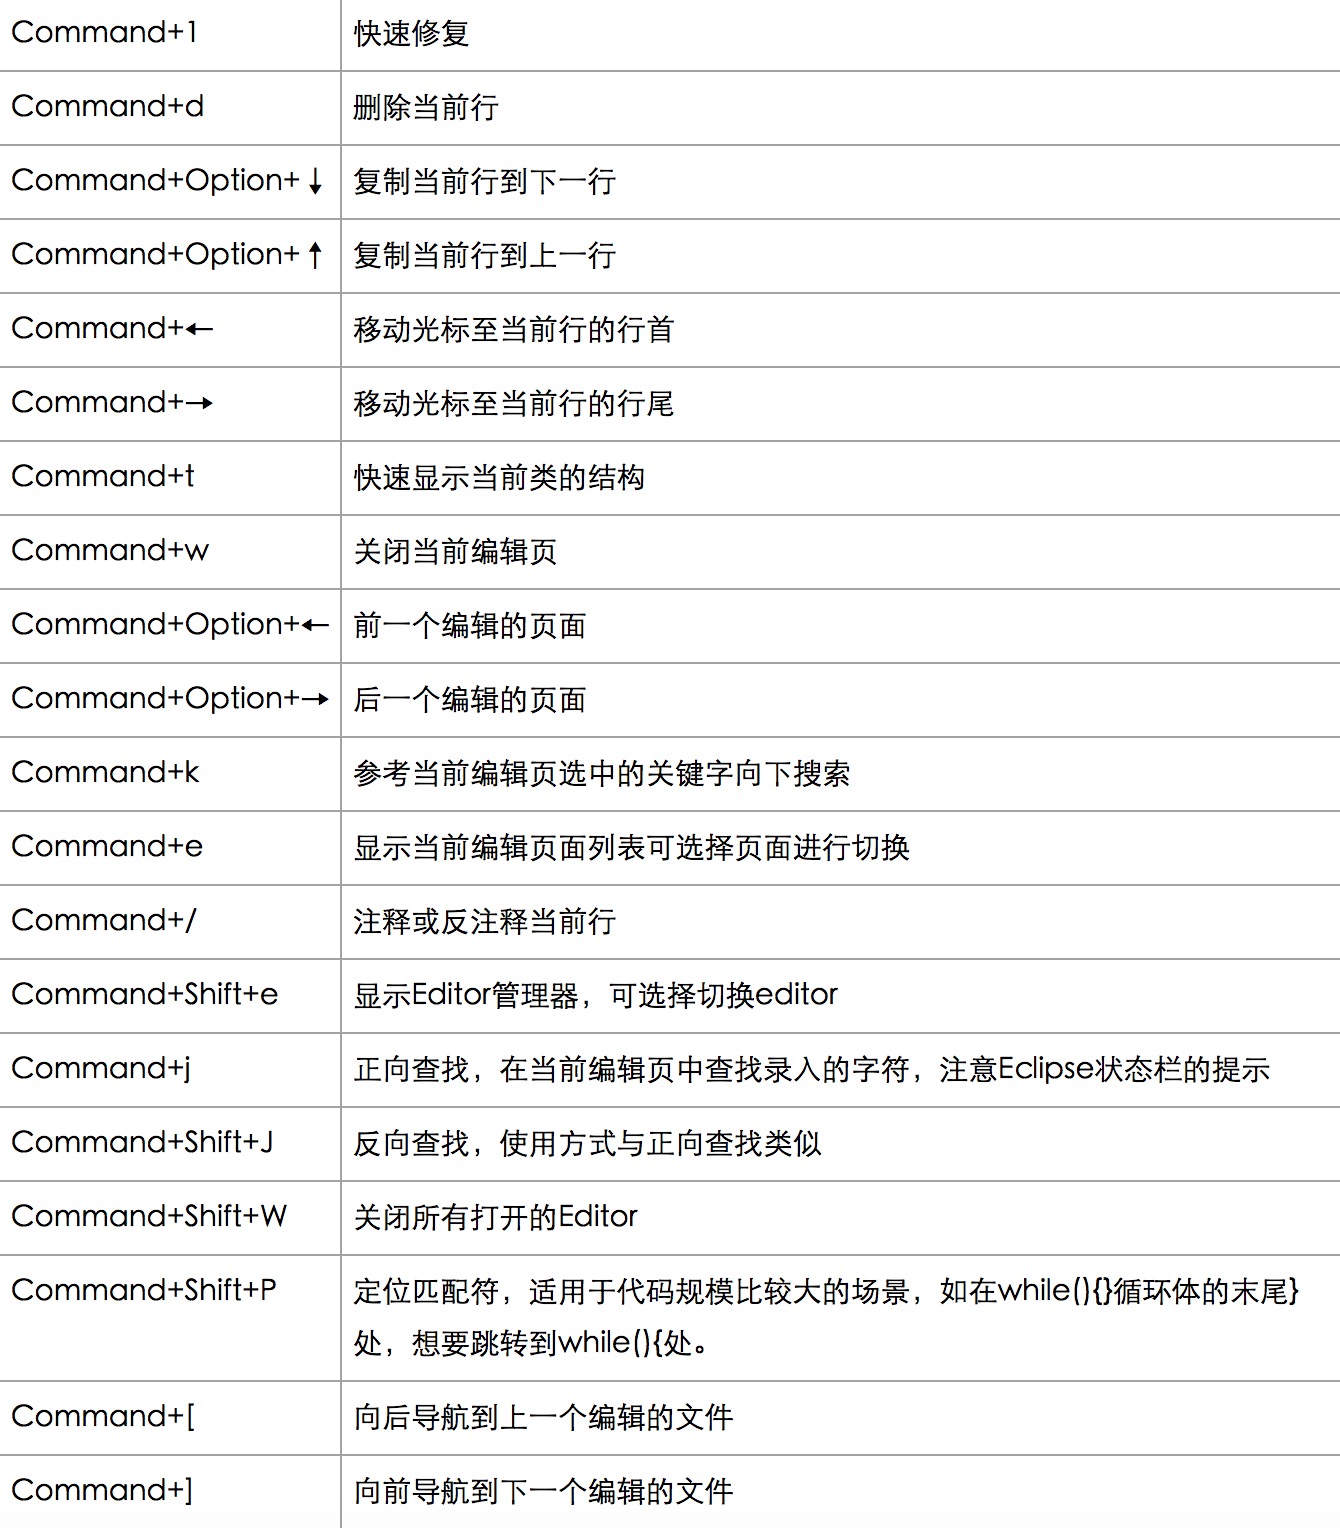 Command+1 快速修复
Command+d 删除当前行
Command+Option+↓ 复制当前行到下一行
Command+Option+↑ 复制当前行到上一行
Command+← 移动光标至当前行的行首
Command+→ 移动光标至当前行的行尾
Command+t 快速显示当前类的结构
Command+w 关闭当前编辑页
Command+Option+← 前一个编辑的页面
Command+Option+→ 后一个编辑的页面
Command+k 参考当前编辑页选中的关键字向下搜索
Command+e 显示当前编辑页面列表可选择页面进行切换
Command+/ 注释或反注释当前行
Command+Shift+e 显示Editor管理器，可选择切换editor
Command+j 正向查找，在当前编辑页中查找录入的字符，注意Eclipse状态栏的提示
Command+Shift+J 反向查找，使用方式与正向查找类似
Command+Shift+W 关闭所有打开的Editor
Command+Shift+P 定位匹配符，适用于代码规模比较大的场景，如在while(){}循环体的末尾}
处，想要跳转到while(){处。
Command+[ 向后导航到上一个编辑的文件
Command+] 向前导航到下一个编辑的文件